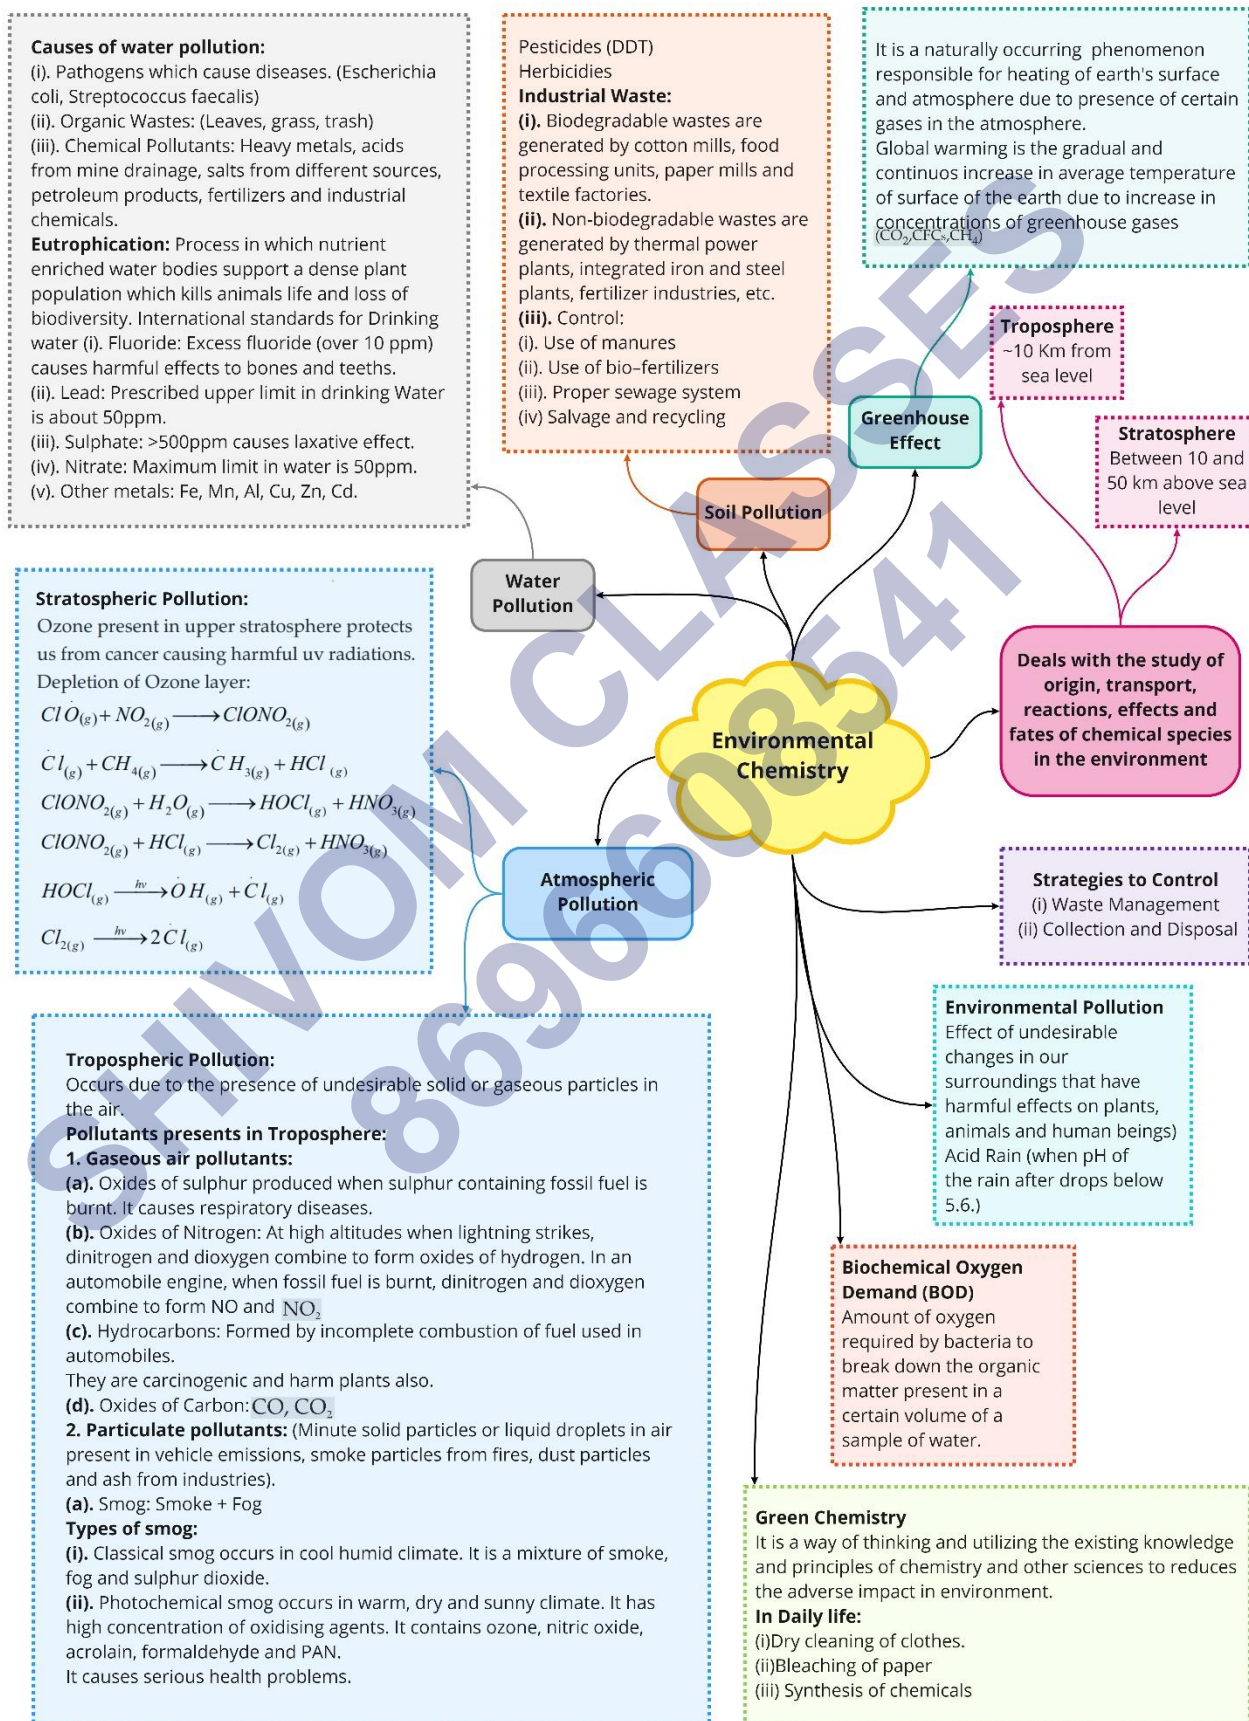 Causes of water pollution:
(i). Pathogens which cause diseases. (Escherichia
coli, Streptococcus faecalis)
(ii). Organic Wastes: (Leaves, grass, trash)
(iii). Chemical Pollutants: Heavy metals, acids
from mine drainage, salts from different sources,
petroleum products, fertilizers and industrial
chemicals.
Eutrophication: Process in which nutrient
enriched water bodies support a dense plant
population which kills animals life and loss of
biodiversity. International standards for Drinking
water (i). Fluoride: Excess fluoride (over 10 ppm)
causes harmful effects to bones and teeths.
(ii). Lead: Prescribed upper limit in drinking Water
is about 50ppm.
(iii). Sulphate: >500ppm causes laxative effect.
(iv). Nitrate: Maximum limit in water is 50ppm.
(v). Other metals: Fe, Mn, Al, Cu, Zn, Cd.
Pesticides (DDT)
Herbicidies
Industrial Waste:
(i). Biodegradable wastes are
generated by cotton mills, food
processing units, paper mills and
textile factories.
(ii). Non-biodegradable wastes are
generated by thermal power
plants, integrated iron and steel
plants, fertilizer industries, etc.
(iii). Control:
(i). Use of manures
(ii). Use of bio–fertilizers
(iii). Proper sewage system
(iv) Salvage and recycling
It is a naturally occurring phenomenon
responsible for heating of earth's surface
and atmosphere due to presence of certain
gases in the atmosphere.
Global warming is the gradual and
continuos increase in average temperature
of surface of the earth due to increase in
concentrations of greenhouse gases
(CO₂,CFCₛ,CH₄)
Troposphere
~10 Km from
sea level
Stratosphere
Between 10 and
50 km above sea
level
Greenhouse
Effect
Soil Pollution
Water
Pollution
Deals with the study of
origin, transport,
reactions, effects and
fates of chemical species
in the environment
Environmental
Chemistry
Stratospheric Pollution:
Ozone present in upper stratosphere protects
us from cancer causing harmful uv radiations.
Depletion of Ozone layer:
ClȮ(g) + NO₂(g) ⟶ ClONO₂(g)
Ċl(g) + CH₄(g) ⟶ ĊH₃(g) + HCl(g)
ClONO₂(g) + H₂O(g) ⟶ HOCl(g) + HNO₃(g)
ClONO₂(g) + HCl(g) ⟶ Cl₂(g) + HNO₃(g)
HOCl(g) —hv→ ȮH(g) + Ċl(g)
Cl₂(g) —hv→ 2Ċl(g)
Atmospheric
Pollution
Strategies to Control
(i) Waste Management
(ii) Collection and Disposal
Environmental Pollution
Effect of undesirable
changes in our
surroundings that have
harmful effects on plants,
animals and human beings)
Acid Rain (when pH of
the rain after drops below
5.6.)
Biochemical Oxygen
Demand (BOD)
Amount of oxygen
required by bacteria to
break down the organic
matter present in a
certain volume of a
sample of water.
Tropospheric Pollution:
Occurs due to the presence of undesirable solid or gaseous particles in
the air.
Pollutants presents in Troposphere:
1. Gaseous air pollutants:
(a). Oxides of sulphur produced when sulphur containing fossil fuel is
burnt. It causes respiratory diseases.
(b). Oxides of Nitrogen: At high altitudes when lightning strikes,
dinitrogen and dioxygen combine to form oxides of hydrogen. In an
automobile engine, when fossil fuel is burnt, dinitrogen and dioxygen
combine to form NO and NO₂
(c). Hydrocarbons: Formed by incomplete combustion of fuel used in
automobiles.
They are carcinogenic and harm plants also.
(d). Oxides of Carbon: CO, CO₂
2. Particulate pollutants: (Minute solid particles or liquid droplets in air
present in vehicle emissions, smoke particles from fires, dust particles
and ash from industries).
(a). Smog: Smoke + Fog
Types of smog:
(i). Classical smog occurs in cool humid climate. It is a mixture of smoke,
fog and sulphur dioxide.
(ii). Photochemical smog occurs in warm, dry and sunny climate. It has
high concentration of oxidising agents. It contains ozone, nitric oxide,
acrolain, formaldehyde and PAN.
It causes serious health problems.
Green Chemistry
It is a way of thinking and utilizing the existing knowledge
and principles of chemistry and other sciences to reduces
the adverse impact in environment.
In Daily life:
(i)Dry cleaning of clothes.
(ii)Bleaching of paper
(iii) Synthesis of chemicals
SHIVOM CLASSES
8696608541